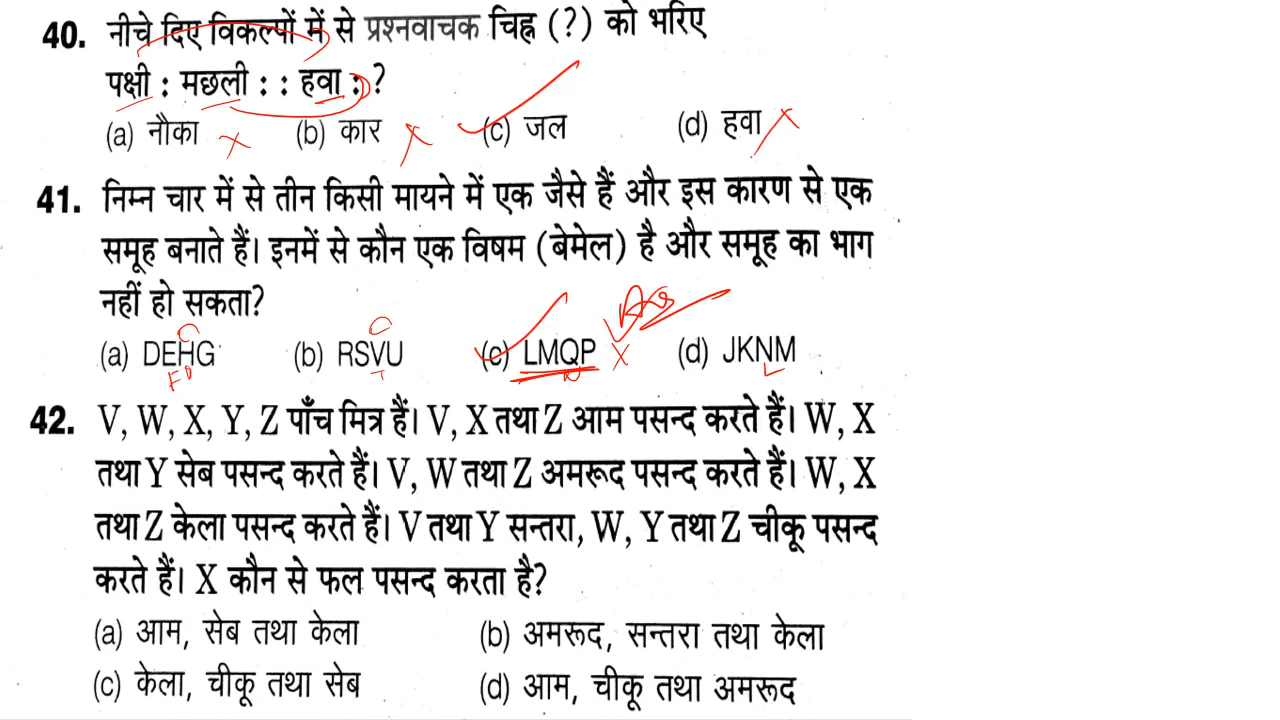 40. नीचे दिए विकल्पों में से प्रश्नवाचक चिह्न (?) को भरिए
पक्षी : मछली : : हवा : ?
(a) नौका (b) कार (c) जल (d) हवा
41. निम्न चार में से तीन किसी मायने में एक जैसे हैं और इस कारण से एक
समूह बनाते हैं। इनमें से कौन एक विषम (बेमेल) है और समूह का भाग
नहीं हो सकता?
(a) DEHG (b) RSVU (c) LMQP (d) JKNM
42. V, W, X, Y, Z पाँच मित्र हैं। V, X तथा Z आम पसन्द करते हैं। W, X
तथा Y सेब पसन्द करते हैं। V, W तथा Z अमरूद पसन्द करते हैं। W, X
तथा Z केला पसन्द करते हैं। V तथा Y सन्तरा, W, Y तथा Z चीकू पसन्द
करते हैं। X कौन से फल पसन्द करता है?
(a) आम, सेब तथा केला (b) अमरूद, सन्तरा तथा केला
(c) केला, चीकू तथा सेब (d) आम, चीकू तथा अमरूद